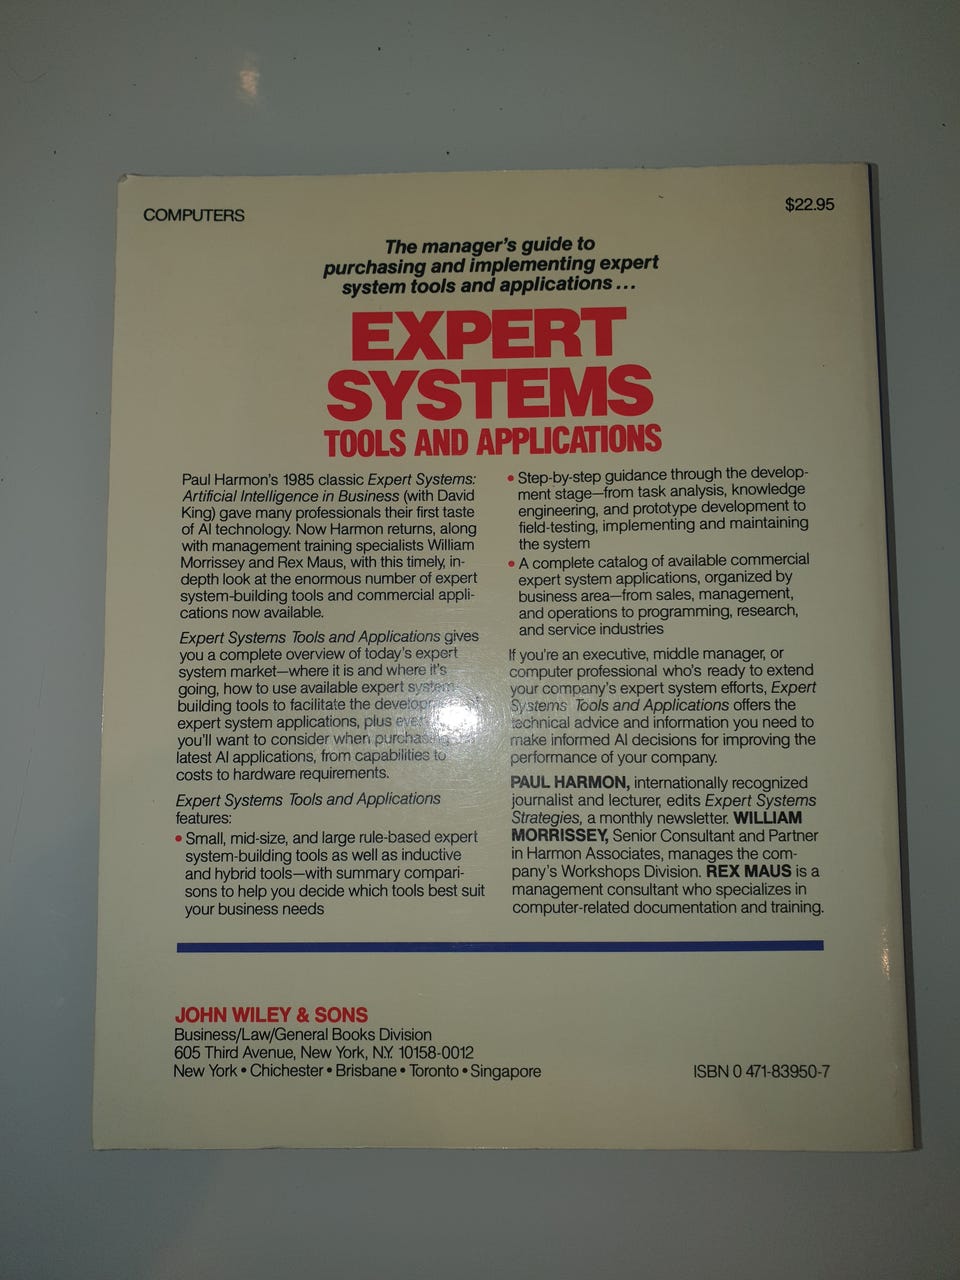 COMPUTERS
$22.95
The manager's guide to
purchasing and implementing expert
system tools and applications...
EXPERT
SYSTEMS
TOOLS AND APPLICATIONS
Paul Harmon's 1985 classic Expert Systems:
Artificial Intelligence in Business (with David
King) gave many professionals their first taste
of AI technology. Now Harmon returns, along
with management training specialists William
Morrissey and Rex Maus, with this timely, in-
depth look at the enormous number of expert
system-building tools and commercial appli-
cations now available.
Expert Systems Tools and Applications gives
you a complete overview of today's expert
system market—where it is and where it's
going, how to use available expert system-
building tools to facilitate the development of
expert system applications, plus
you'll want to consider when purchasing
latest AI applications, from capabilities to
costs to hardware requirements.
Expert Systems Tools and Applications
features:
• Small, mid-size, and large rule-based expert
system-building tools as well as inductive
and hybrid tools—with summary compari-
sons to help you decide which tools best suit
your business needs
• Step-by-step guidance through the develop-
ment stage—from task analysis, knowledge
engineering, and prototype development to
field-testing, implementing and maintaining
the system
• A complete catalog of available commercial
expert system applications, organized by
business area—from sales, management,
and operations to programming, research,
and service industries
If you're an executive, middle manager, or
computer professional who's ready to extend
your company's expert system efforts, Expert
Systems Tools and Applications offers the
technical advice and information you need to
make informed AI decisions for improving the
performance of your company.
PAUL HARMON, internationally recognized
journalist and lecturer, edits Expert Systems
Strategies, a monthly newsletter. WILLIAM
MORRISSEY, Senior Consultant and Partner
in Harmon Associates, manages the com-
pany's Workshops Division. REX MAUS is a
management consultant who specializes in
computer-related documentation and training.
JOHN WILEY & SONS
Business/Law/General Books Division
605 Third Avenue, New York, N.Y. 10158-0012
New York • Chichester • Brisbane • Toronto • Singapore
ISBN 0 471-83950-7